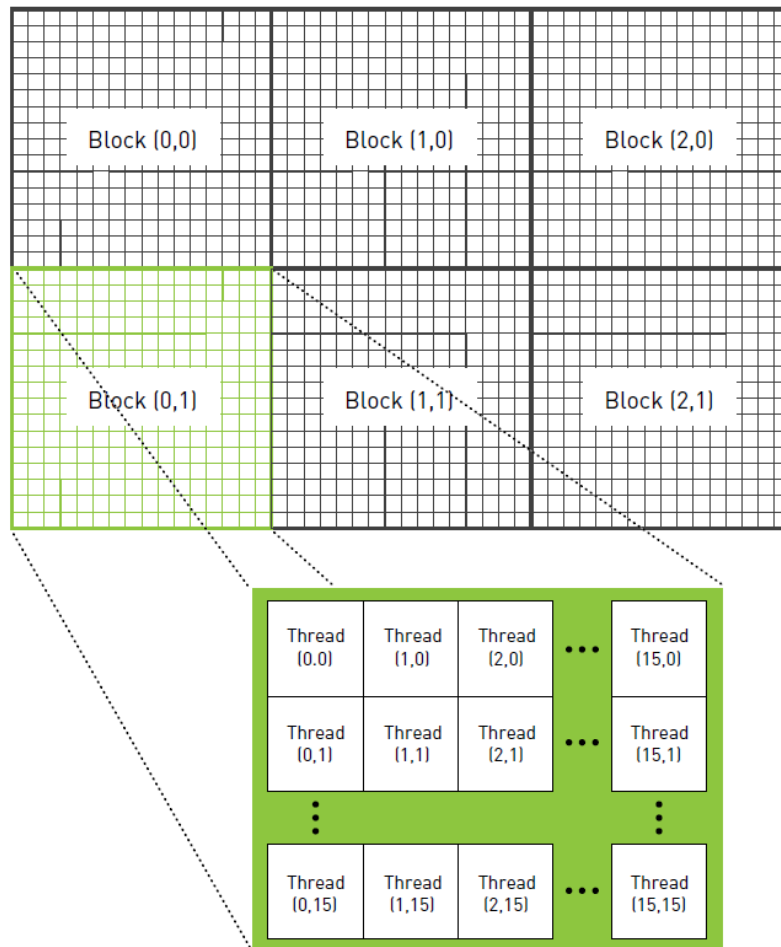 Block (0,0)
Block (1,0)
Block (2,0)
Block (0,1)
Block (1,1)
Block (2,1)
Thread
(0.0)
Thread
(1,0)
Thread
(2,0)
•••
Thread
(15,0)
Thread
(0,1)
Thread
(1,1)
Thread
(2,1)
•••
Thread
(15,1)
Thread
(0,15)
Thread
(1,15)
Thread
(2,15)
•••
Thread
(15,15)